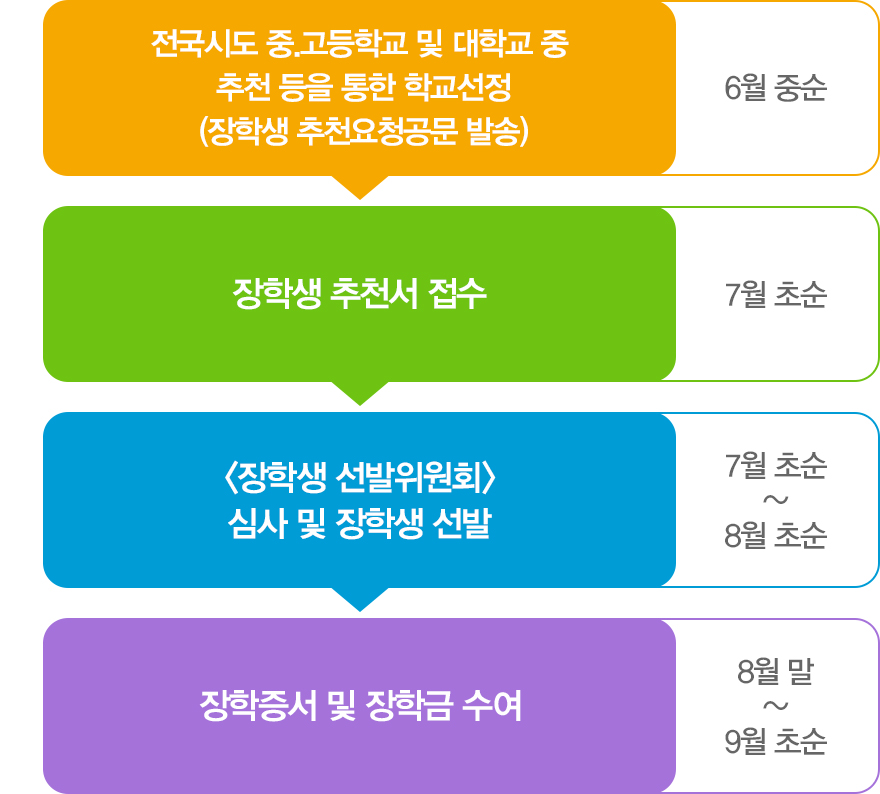 전국시도 중.고등학교 및 대학교 중
추천 등을 통한 학교선정
(장학생 추천요청공문 발송)
6월 중순
장학생 추천서 접수
7월 초순
<장학생 선발위원회>
심사 및 장학생 선발
7월 초순
~
8월 초순
장학증서 및 장학금 수여
8월 말
~
9월 초순